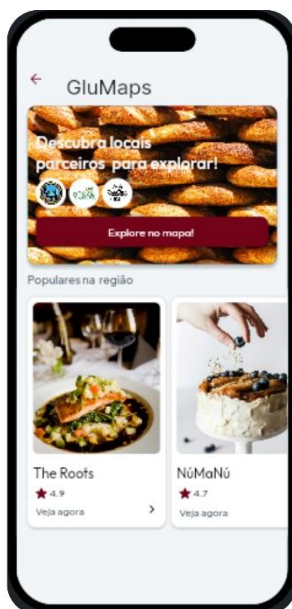 GluMaps
Descubra locais
parceiros para explorar!
Explore no mapa!
Populares na região
The Roots
NúMaNú
4.9
4.7
Veja agora
Veja agora